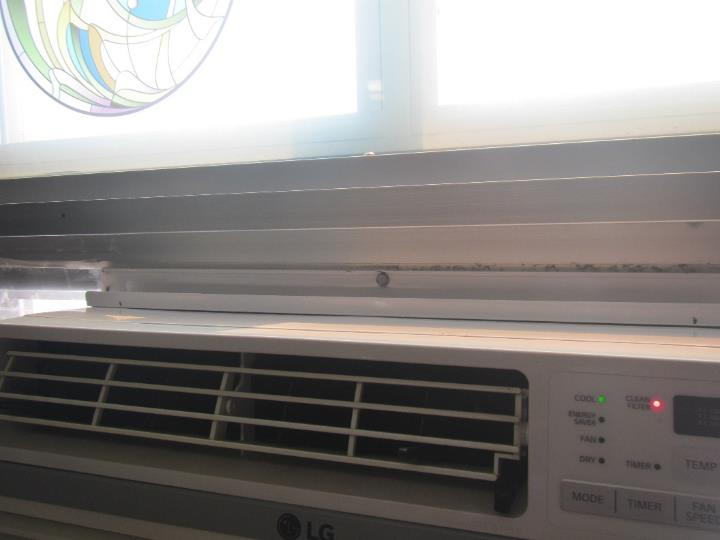 COOL
CLEAN
FILTER
ENERGY
SAVER
FAN
DRY
TIMER
TEMP
MODE
TIMER
FAN
SPEED
LG